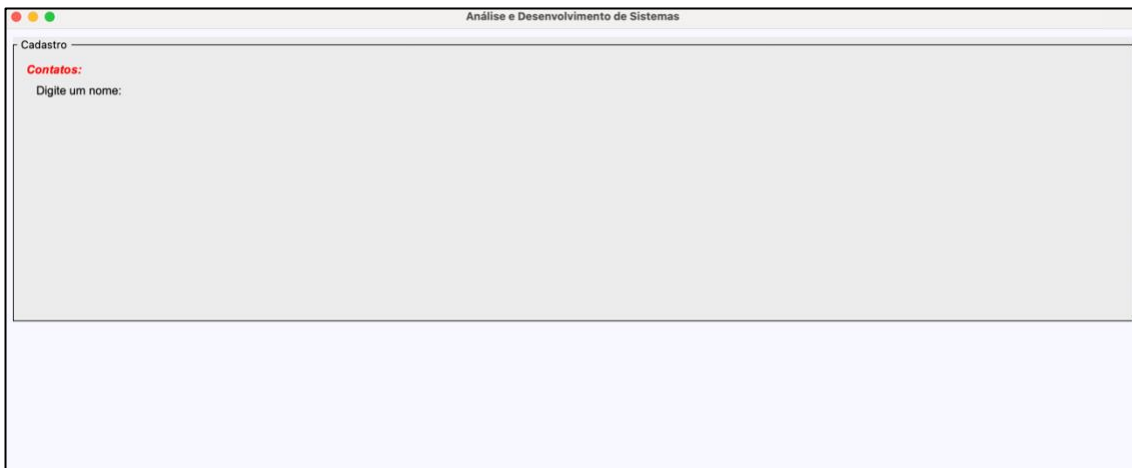 Análise e Desenvolvimento de Sistemas
Cadastro
Contatos:
Digite um nome: